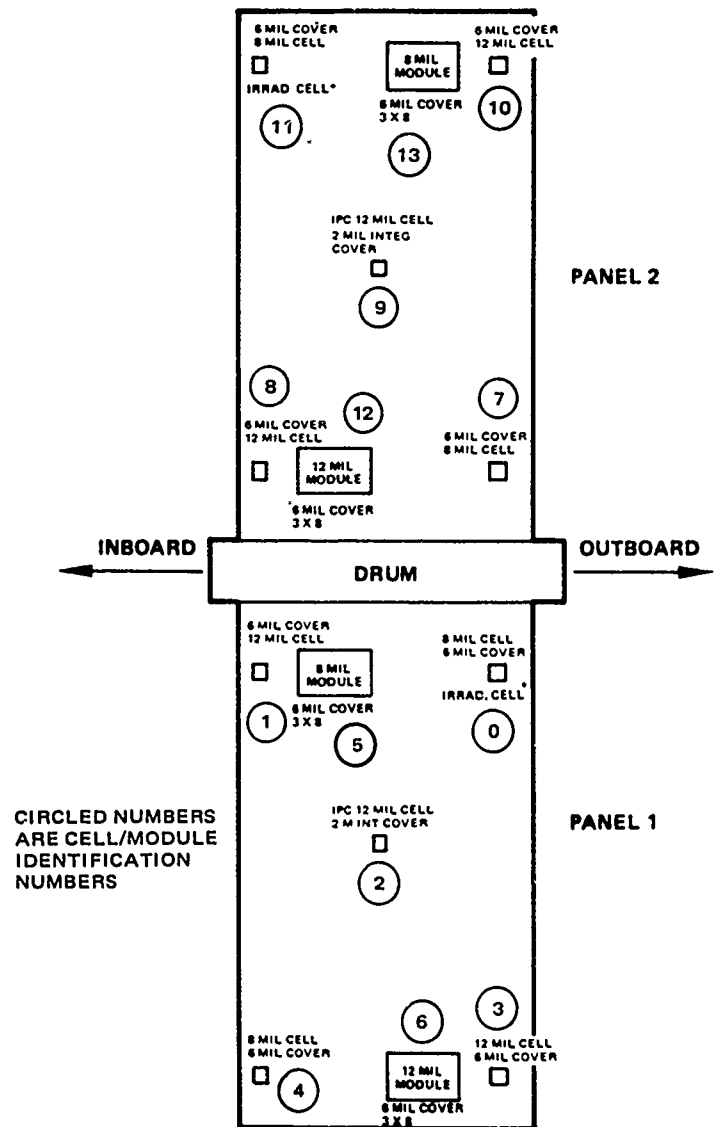 6 MIL COVER
8 MIL CELL
IRRAD CELL*
11
8 MIL
MODULE
6 MIL COVER
3 X 8
13
6 MIL COVER
12 MIL CELL
10
IPC 12 MIL CELL
2 MIL INTEG
COVER
9
PANEL 2
8
6 MIL COVER
12 MIL CELL
12
12 MIL
MODULE
6 MIL COVER
3 X 8
7
6 MIL COVER
8 MIL CELL
INBOARD
DRUM
OUTBOARD
6 MIL COVER
12 MIL CELL
1
8 MIL
MODULE
6 MIL COVER
3 X 8
5
8 MIL CELL
6 MIL COVER
IRRAD. CELL*
0
CIRCLED NUMBERS
ARE CELL/MODULE
IDENTIFICATION
NUMBERS
IPC 12 MIL CELL
2 M INT COVER
2
PANEL 1
8 MIL CELL
6 MIL COVER
4
6
12 MIL
MODULE
6 MIL COVER
3 X 8
3
12 MIL CELL
6 MIL COVER